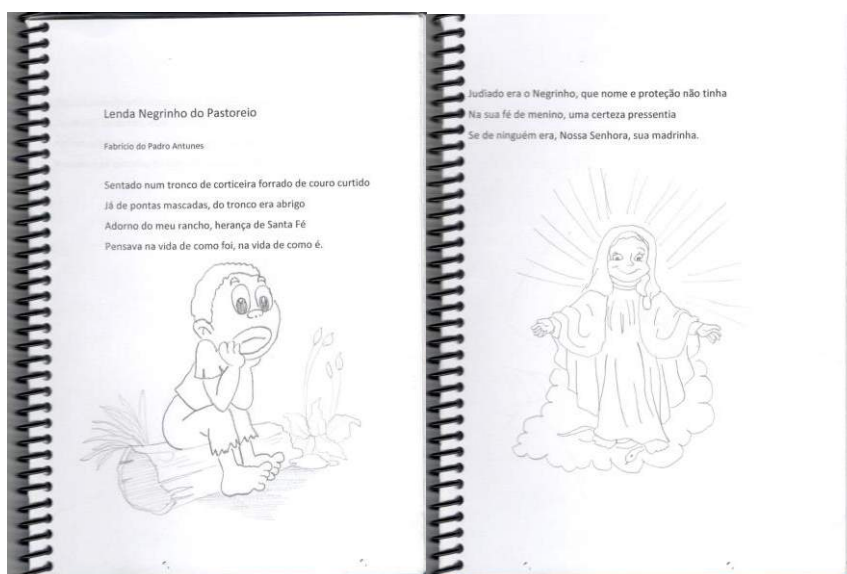 Lenda Negrinho do Pastoreio
Fabrício do Padro Antunes
Sentado num tronco de corticeira forrado de couro curtido
Já de pontas mascadas, do tronco era abrigo
Adorno do meu rancho, herança de Santa Fé
Pensava na vida de como foi, na vida de como é.
Judiado era o Negrinho, que nome e proteção não tinha
Na sua fé de menino, uma certeza pressentia
Se de ninguém era, Nossa Senhora, sua madrinha.